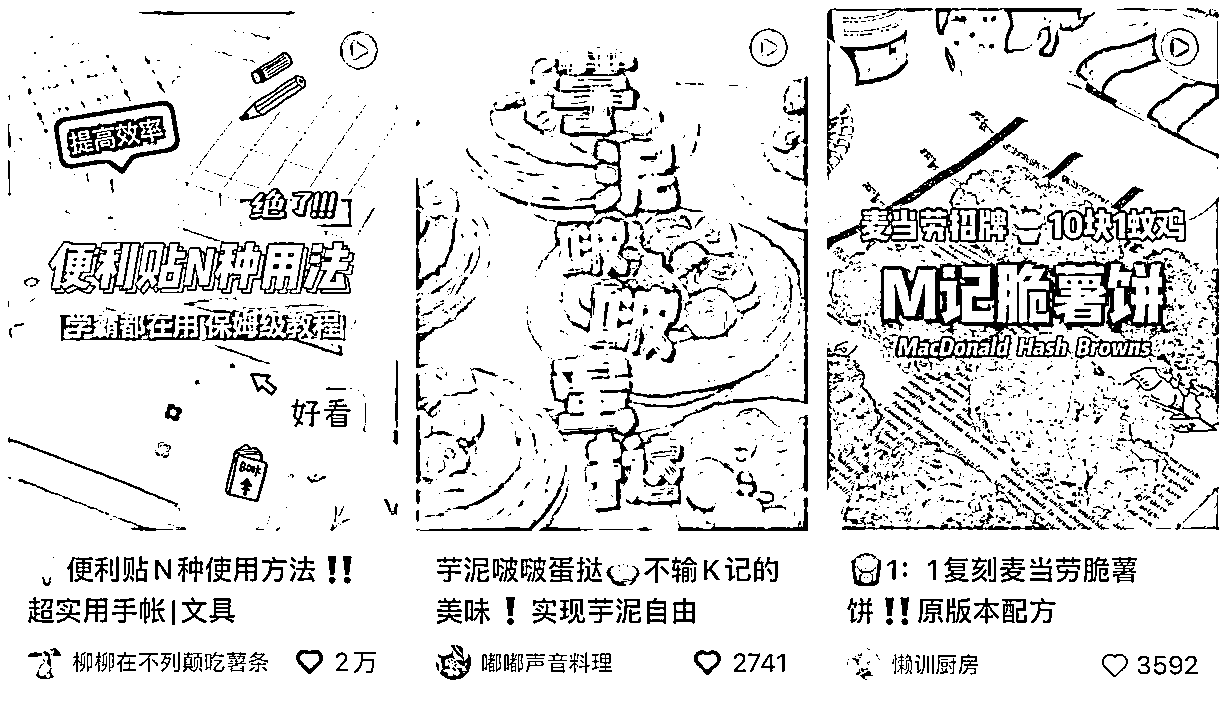 提高效率
绝了!!!
便利贴N种用法
学霸都在用 保姆级教程
好看
BOOK
便利贴N种使用方法‼️
超实用手帐|文具
柳柳在不列颠吃薯条
2万
芋泥
啵啵
蛋挞
芋泥啵啵蛋挞 不输K记的
美味❗实现芋泥自由
嘟嘟声音料理
2741
麦当劳招牌 10块1蚊鸡
M记脆薯饼
MacDonald Hash Browns
1：1复刻麦当劳脆薯
饼‼️原版本配方
懒训厨房
3592